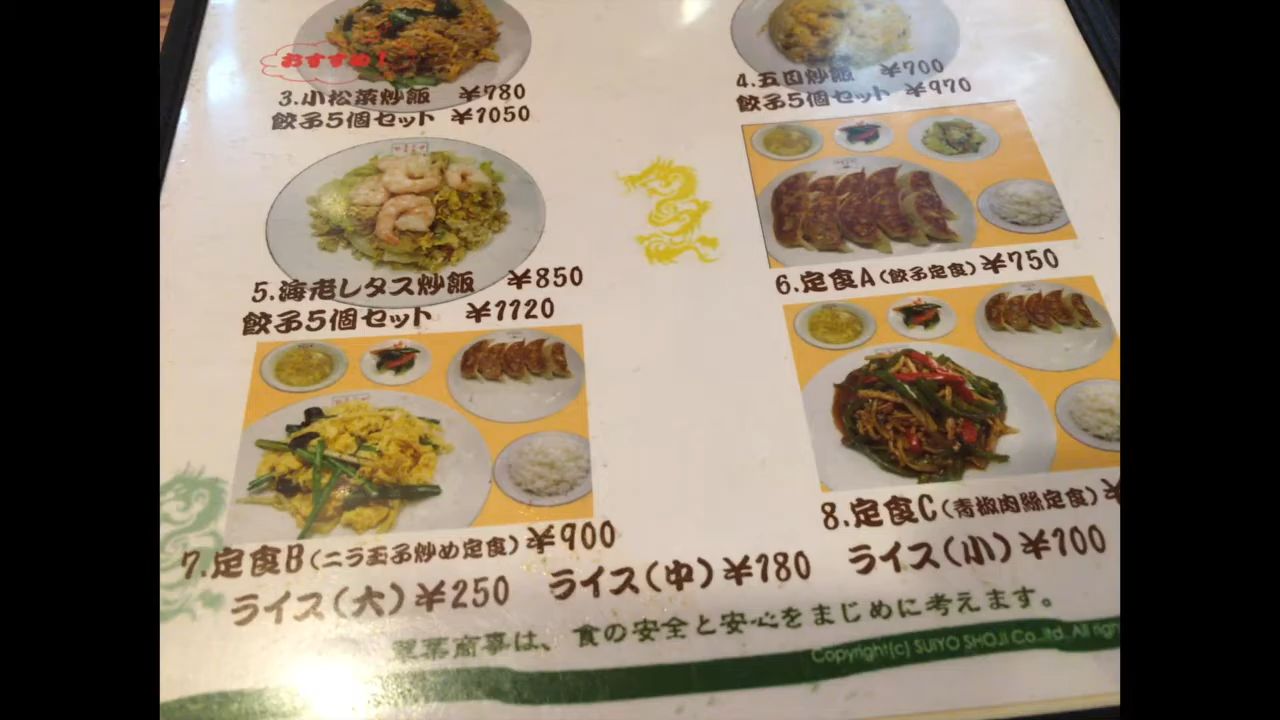 おすすめ!
3.小松菜炒飯 ¥780
餃子5個セット ¥1050
4.五目炒飯 ¥700
餃子5個セット ¥970
5.海老レタス炒飯 ¥850
餃子5個セット ¥1120
6.定食A(餃子定食)¥750
7.定食B(ニラ玉子炒め定食)¥900
8.定食C(青椒肉絲定食)¥
ライス(大)¥250 ライス(中)¥180 ライス(小)¥100
翠葉商事は、食の安全と安心をまじめに考えます。
Copyright(c) SUIYO SHOJI Co.,ltd. All righ